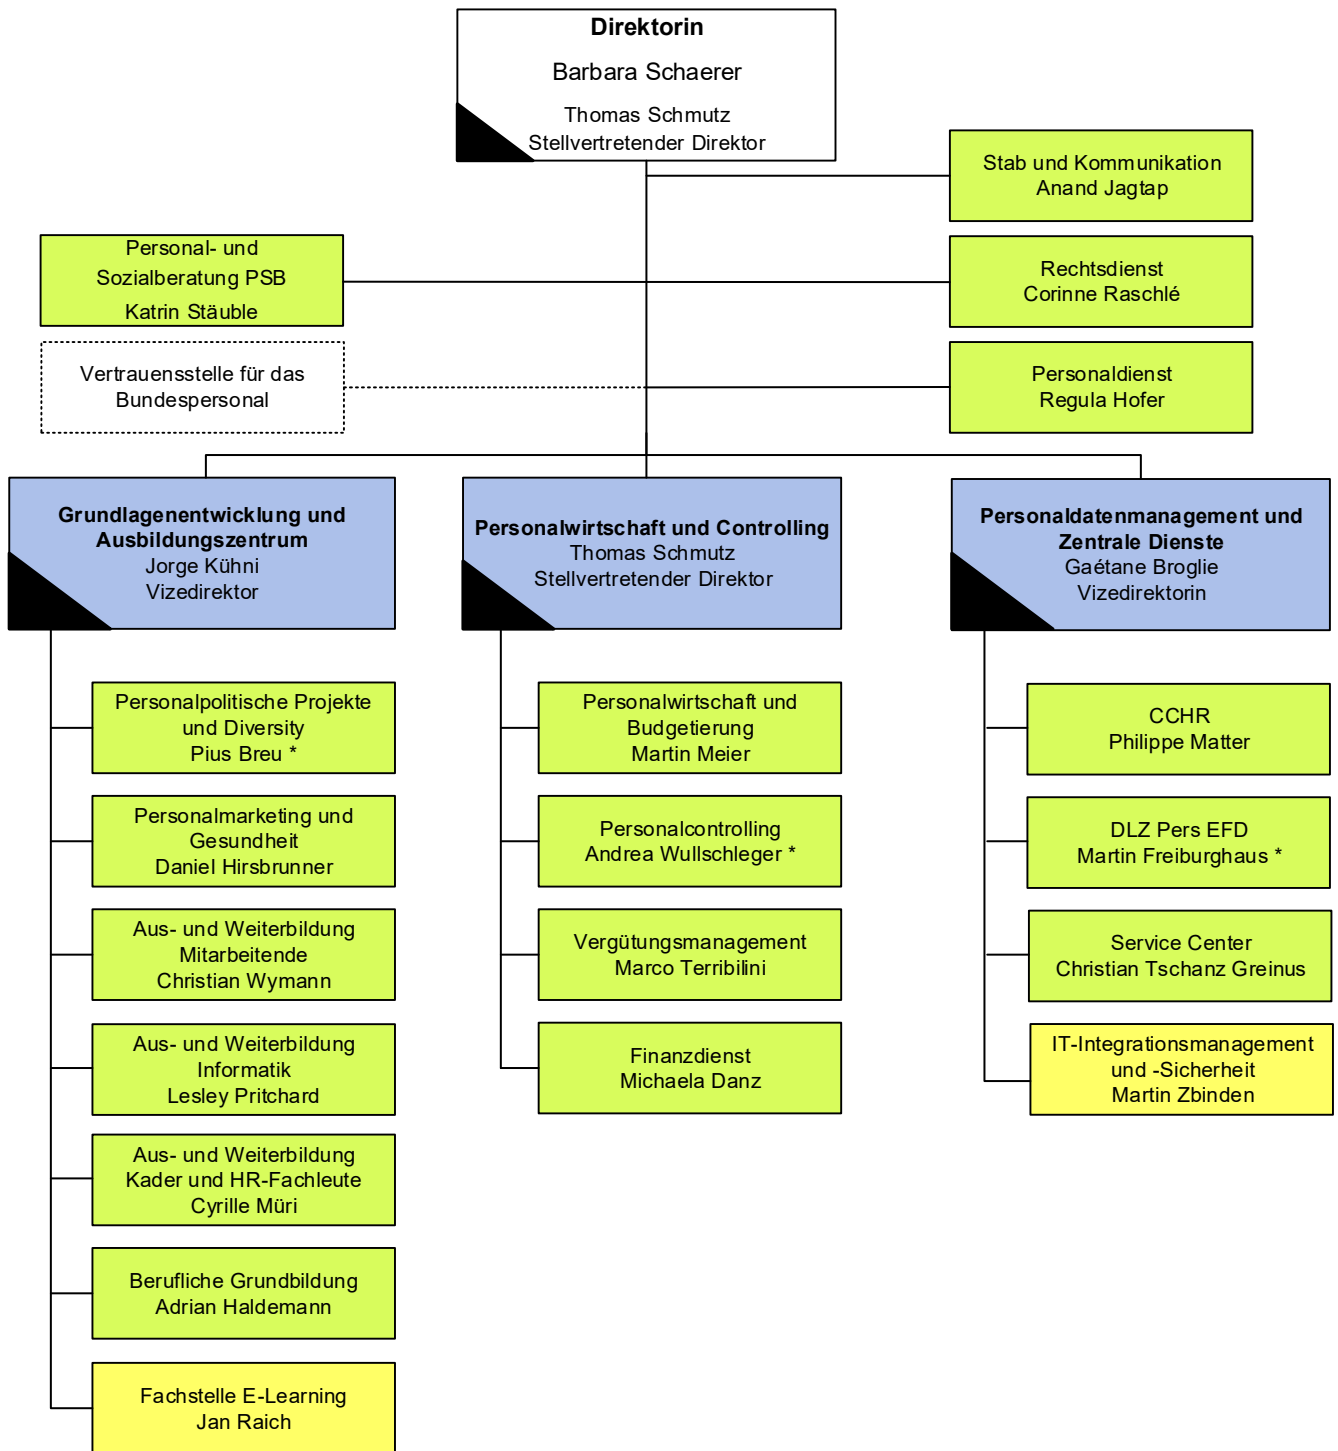 Direktorin
Barbara Schaerer
Thomas Schmutz
Stellvertretender Direktor
Stab und Kommunikation
Anand Jagtap
Personal- und
Sozialberatung PSB
Katrin Stäuble
Rechtsdienst
Corinne Raschlé
Vertrauensstelle für das
Bundespersonal
Personaldienst
Regula Hofer
Grundlagenentwicklung und
Ausbildungszentrum
Jorge Kühni
Vizedirektor
Personalwirtschaft und Controlling
Thomas Schmutz
Stellvertretender Direktor
Personaldatenmanagement und
Zentrale Dienste
Gaétane Broglie
Vizedirektorin
Personalpolitische Projekte
und Diversity
Pius Breu *
Personalmarketing und
Gesundheit
Daniel Hirsbrunner
Aus- und Weiterbildung
Mitarbeitende
Christian Wymann
Aus- und Weiterbildung
Informatik
Lesley Pritchard
Aus- und Weiterbildung
Kader und HR-Fachleute
Cyrille Müri
Berufliche Grundbildung
Adrian Haldemann
Fachstelle E-Learning
Jan Raich
Personalwirtschaft und
Budgetierung
Martin Meier
Personalcontrolling
Andrea Wullschleger *
Vergütungsmanagement
Marco Terribilini
Finanzdienst
Michaela Danz
CCHR
Philippe Matter
DLZ Pers EFD
Martin Freiburghaus *
Service Center
Christian Tschanz Greinus
IT-Integrationsmanagement
und -Sicherheit
Martin Zbinden